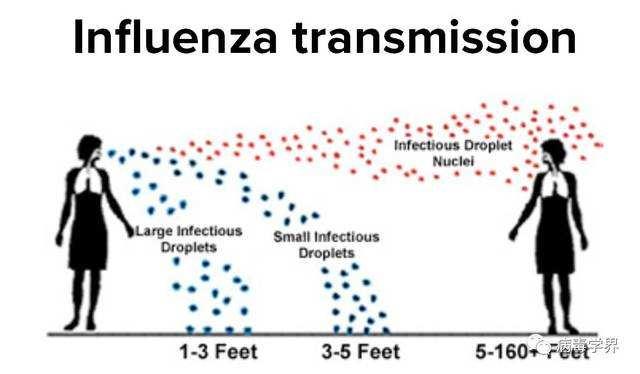 Influenza transmission
Infectious Droplet
Nuclei
Large Infectious
Droplets
Small Infectious
Droplets
1-3 Feet
3-5 Feet
5-160+ Feet
病毒学界